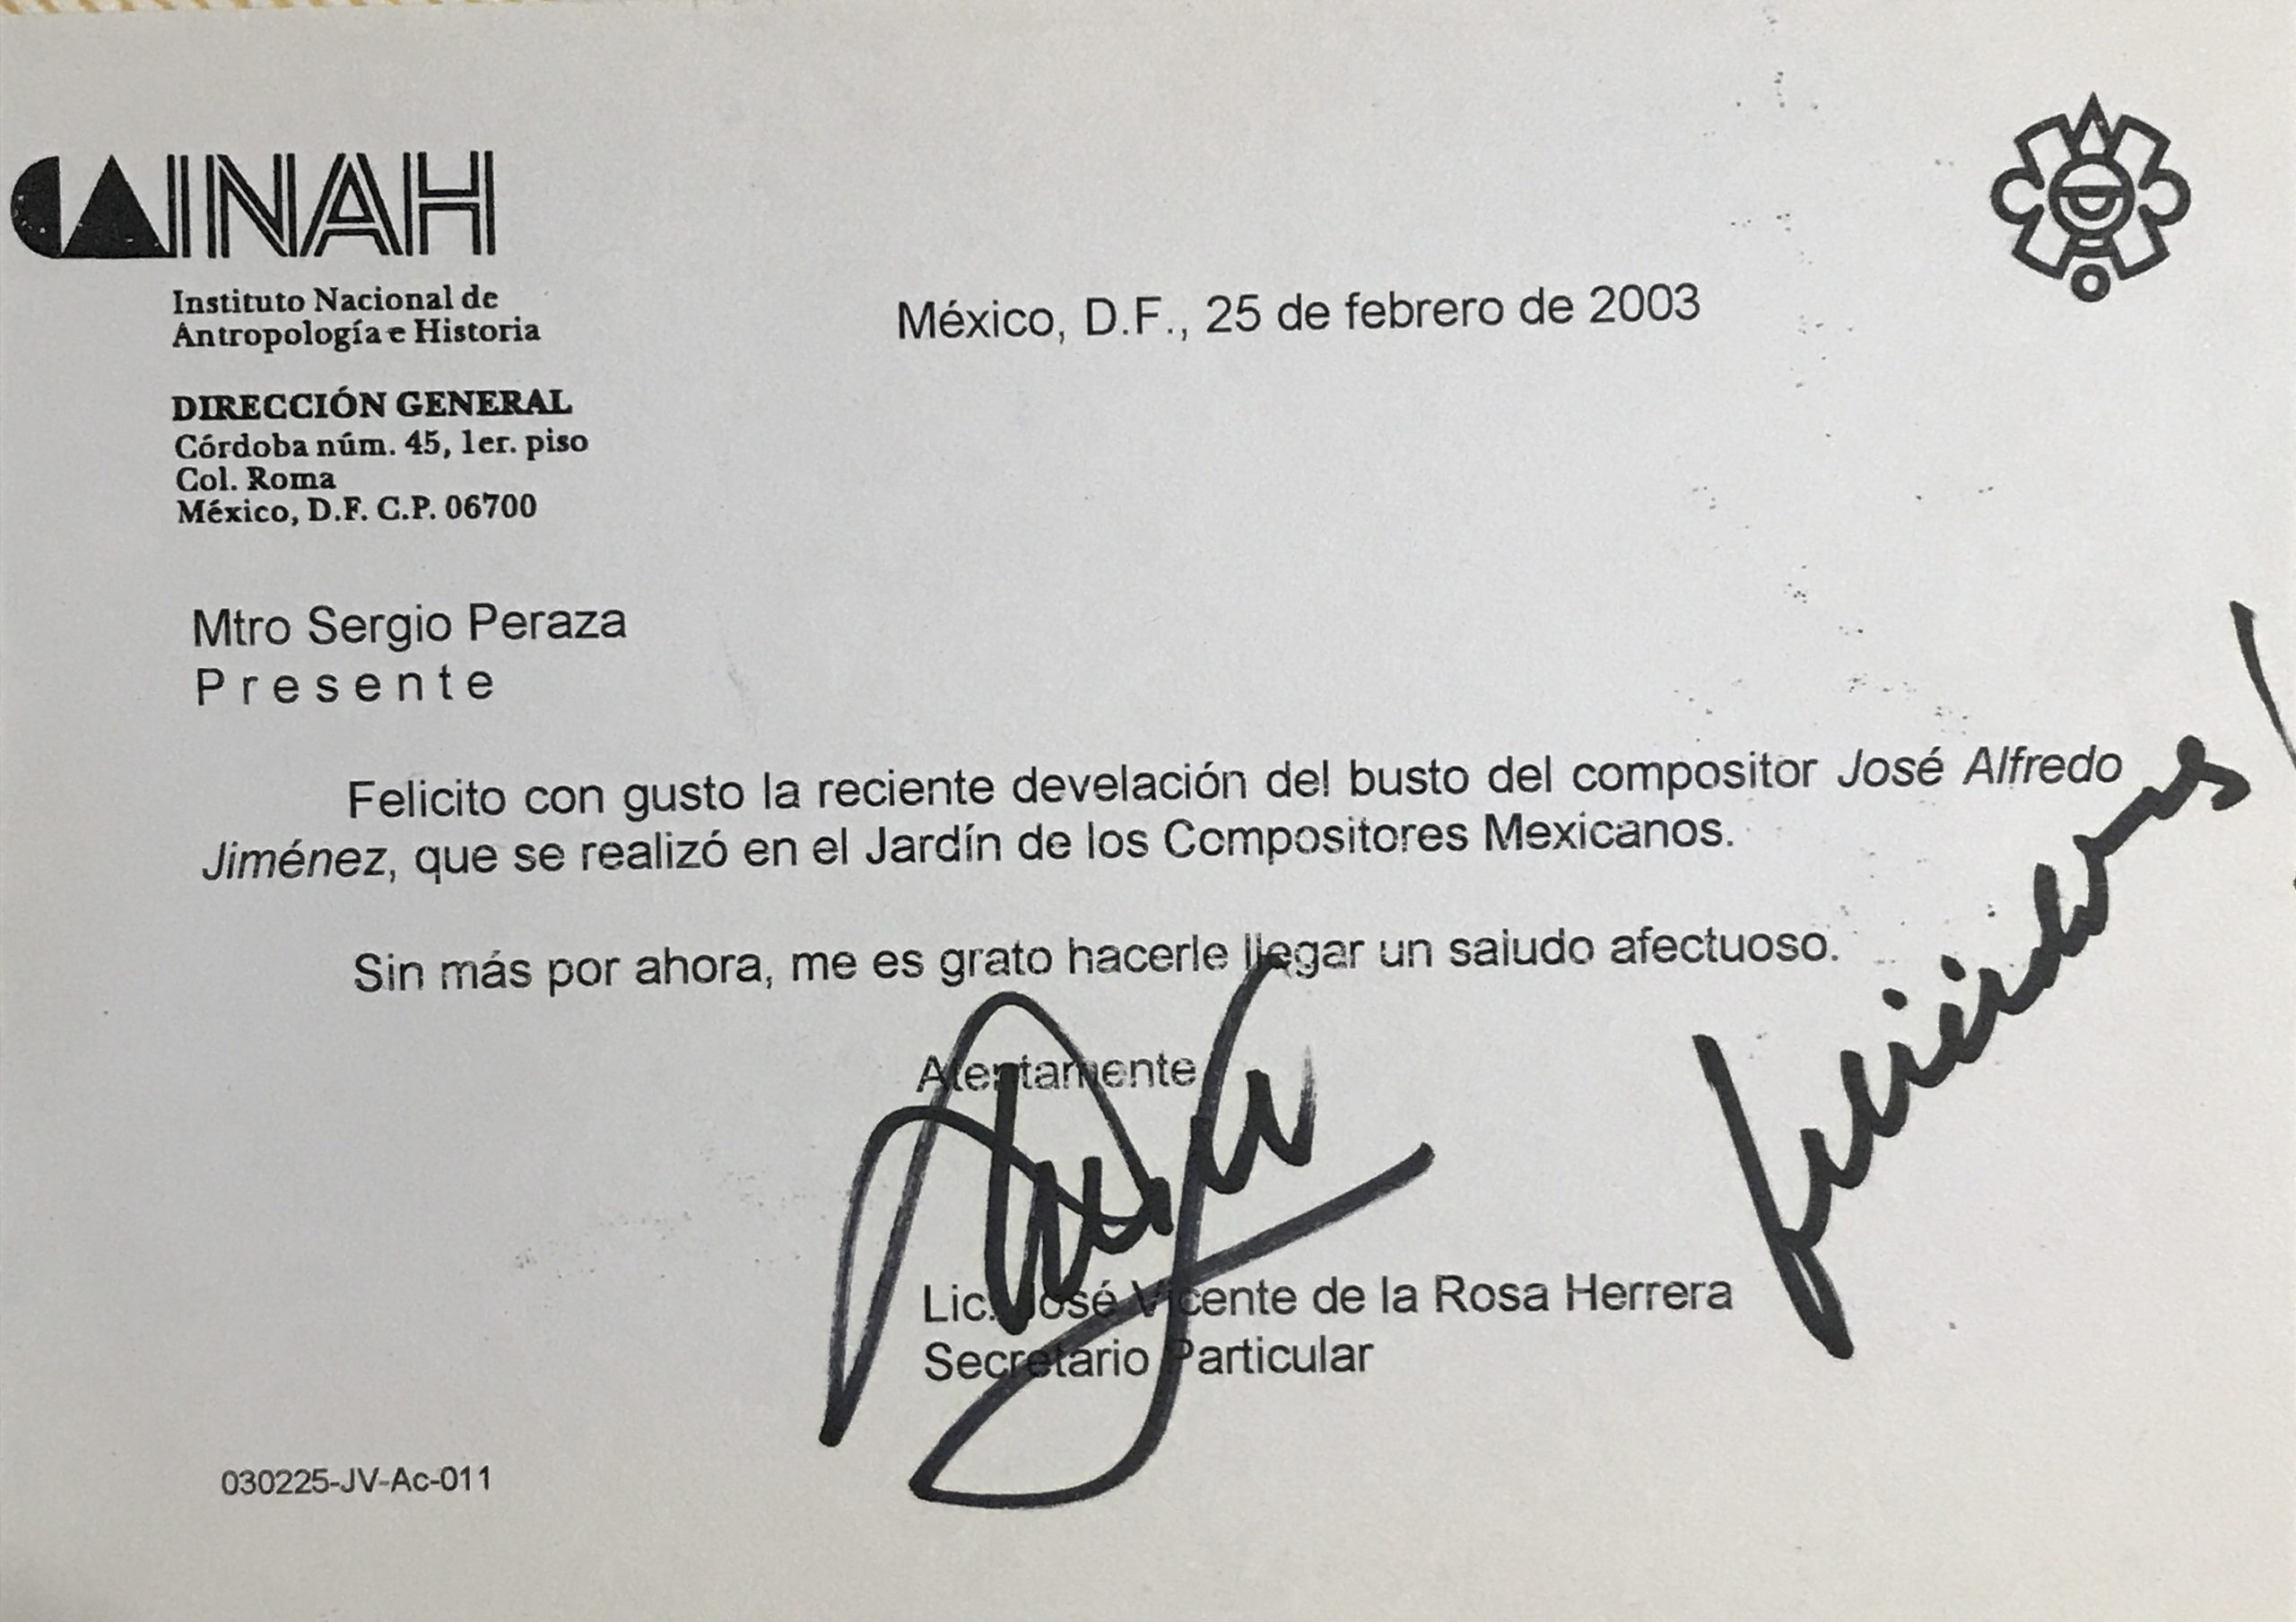 INAH
Instituto Nacional de
Antropología e Historia
DIRECCIÓN GENERAL
Córdoba núm. 45, 1er. piso
Col. Roma
México, D.F. C.P. 06700
México, D.F., 25 de febrero de 2003
Mtro Sergio Peraza
P r e s e n t e
Felicito con gusto la reciente develación del busto del compositor José Alfredo
Jiménez, que se realizó en el Jardín de los Compositores Mexicanos.
Sin más por ahora, me es grato hacerle llegar un saludo afectuoso.
Atentamente
Lic. José Vicente de la Rosa Herrera
Secretario Particular
030225-JV-Ac-011